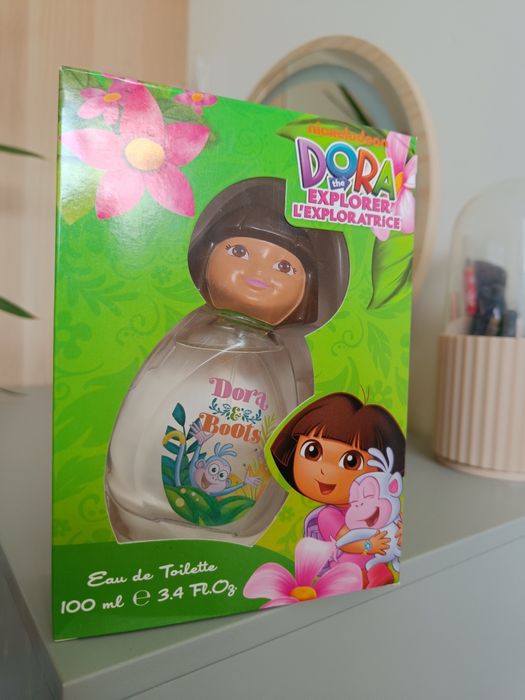 nickelodeon
DORA
the
EXPLORER
L'EXPLORATRICE
Dora
&
Boots
Eau de Toilette
100 ml e 3.4 Fl.Oz